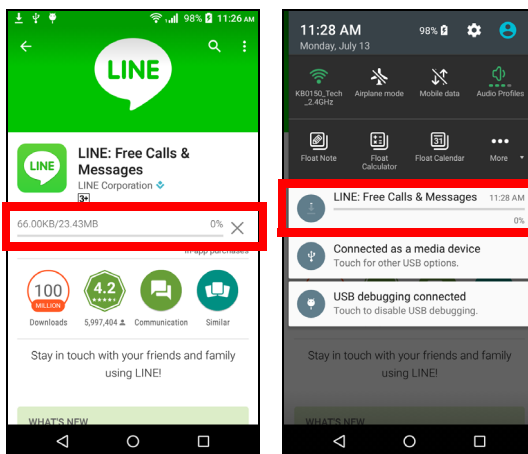 98% 11:26 AM
LINE
LINE
LINE: Free Calls &
Messages
LINE Corporation
3+
66.00KB/23.43MB 0%
In-app purchases
100
MILLION
4.2
Downloads 5,997,404 Communication Similar
Stay in touch with your friends and family
using LINE!
WHAT'S NEW
11:28 AM 98%
Monday, July 13
KB0150_Tech
_2.4GHz
Airplane mode
Mobile data
Audio Profiles
31
Float Note
Float
Calculator
Float Calendar
More
LINE: Free Calls & Messages 11:28 AM
0%
Connected as a media device
Touch for other USB options.
USB debugging connected
Touch to disable USB debugging.
Stay in touch with your friends and family
using LINE!
WHAT'S NEW